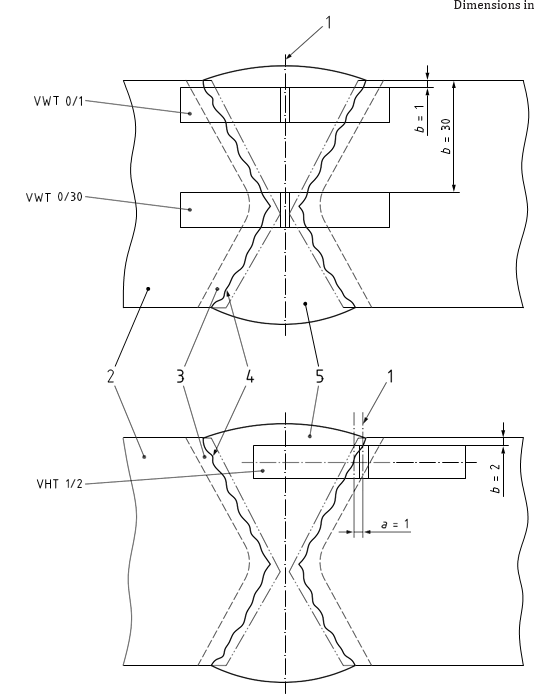 Dimensions in
1
VWT 0/1
b = 1
b = 30
VWT 0/30
2
3
4
5
1
VHT 1/2
b = 2
a = 1